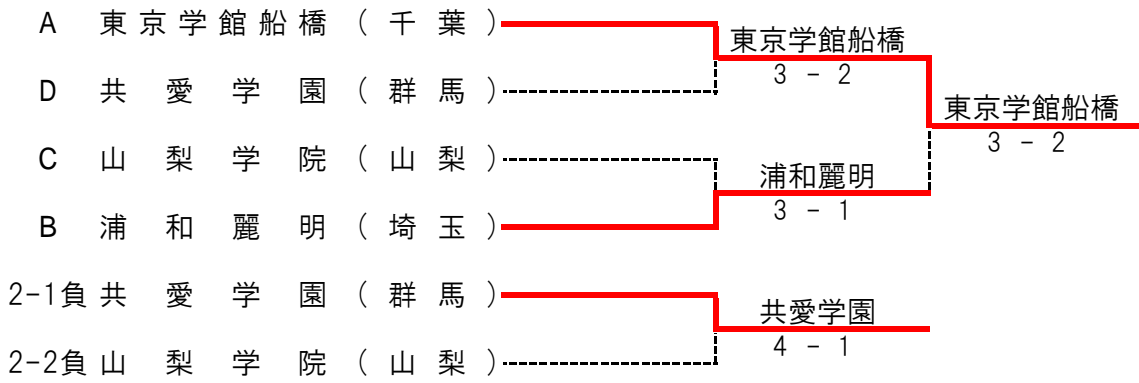 A 東京学館船橋(千葉)
東京学館船橋
3 - 2
D 共愛学園(群馬)
東京学館船橋
3 - 2
C 山梨学院(山梨)
浦和麗明
3 - 1
B 浦和麗明(埼玉)
2-1負 共愛学園(群馬)
共愛学園
4 - 1
2-2負 山梨学院(山梨)